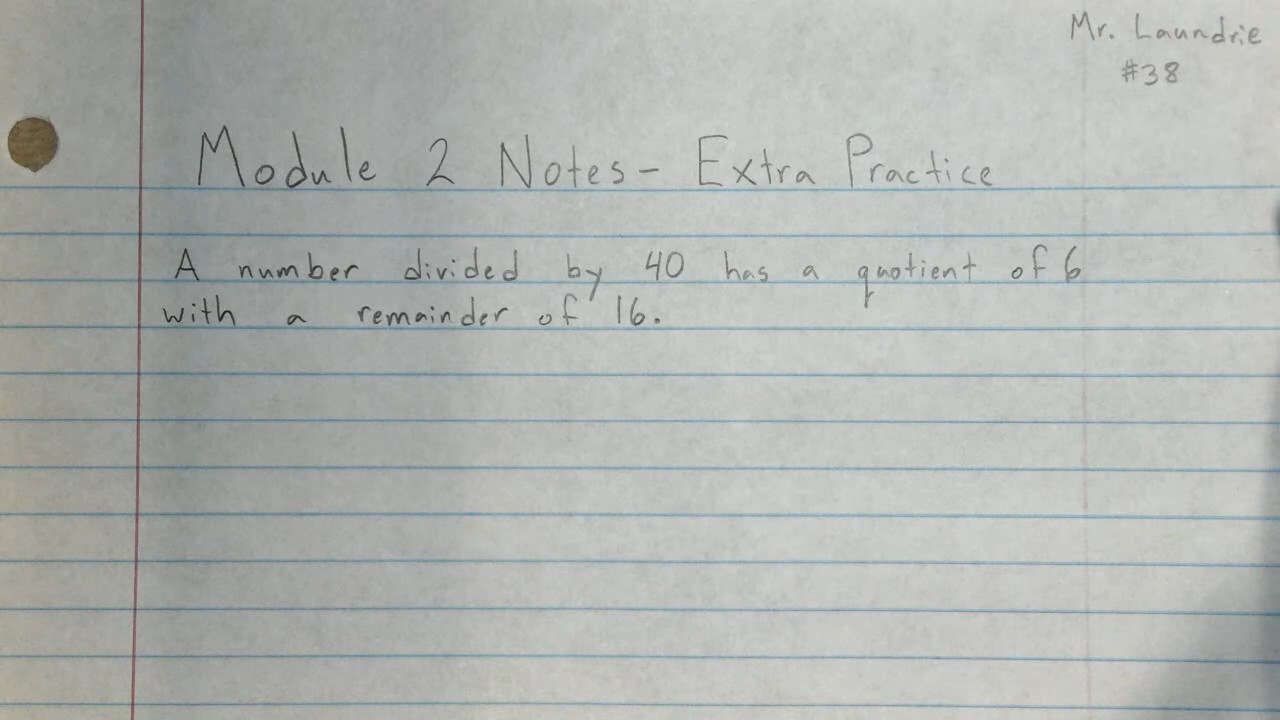 Mr. Laundrie
#38
Module 2 Notes- Extra Practice
A number divided by 40 has a quotient of 6
with a remainder of 16.